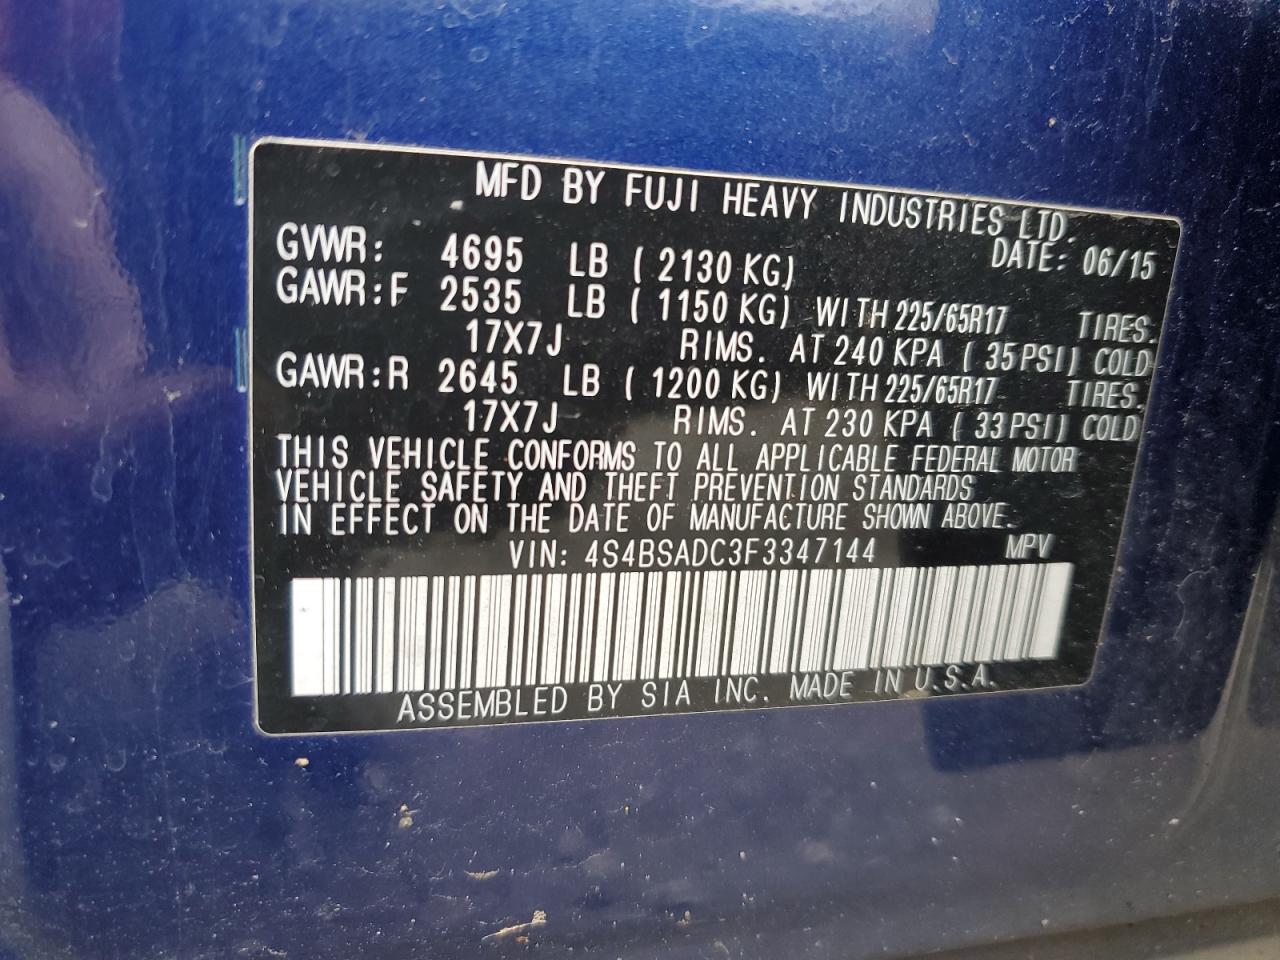 MFD BY FUJI HEAVY INDUSTRIES LTD.
DATE: 06/15
GVWR: 4695 LB ( 2130 KG)
GAWR:F 2535 LB ( 1150 KG) WITH 225/65R17 TIRES.
17X7J RIMS. AT 240 KPA ( 35PSI) COLD
GAWR:R 2645 LB ( 1200 KG) WITH 225/65R17 TIRES.
17X7J RIMS. AT 230 KPA ( 33PSI) COLD
THIS VEHICLE CONFORMS TO ALL APPLICABLE FEDERAL MOTOR
VEHICLE SAFETY AND THEFT PREVENTION STANDARDS
IN EFFECT ON THE DATE OF MANUFACTURE SHOWN ABOVE.
VIN: 4S4BSADC3F3347144 MPV
ASSEMBLED BY SIA INC. MADE IN U.S.A.